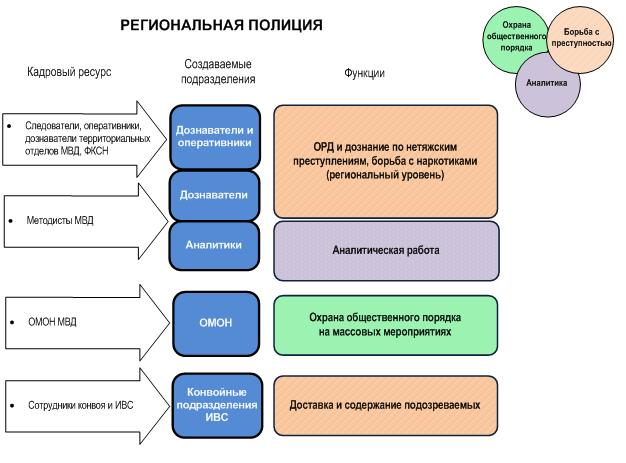 РЕГИОНАЛЬНАЯ ПОЛИЦИЯ
Охрана
общественного
порядка
Борьба с
преступностью
Аналитика
Кадровый ресурс
Создаваемые
подразделения
Функции
• Следователи, оперативники,
дознаватели территориальных
отделов МВД, ФКСН
Дознаватели и
оперативники
ОРД и дознание по нетяжским
преступлениям, борьба с наркотиками
(региональный уровень)
• Методисты МВД
Дознаватели
Аналитики
Аналитическая работа
• ОМОН МВД
ОМОН
Охрана общественного порядка
на массовых мероприятиях
• Сотрудники конвоя и ИВС
Конвойные
подразделения
ИВС
Доставка и содержание подозреваемых